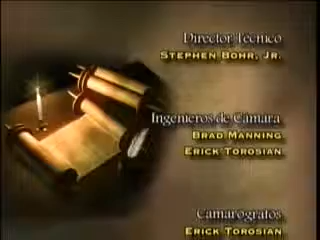 Director Técnico
STEPHEN BOHR, JR.
Ingenieros de Cámara
BRAD MANNING
ERICK TOROSIAN
Camarógrafos
ERICK TOROSIAN